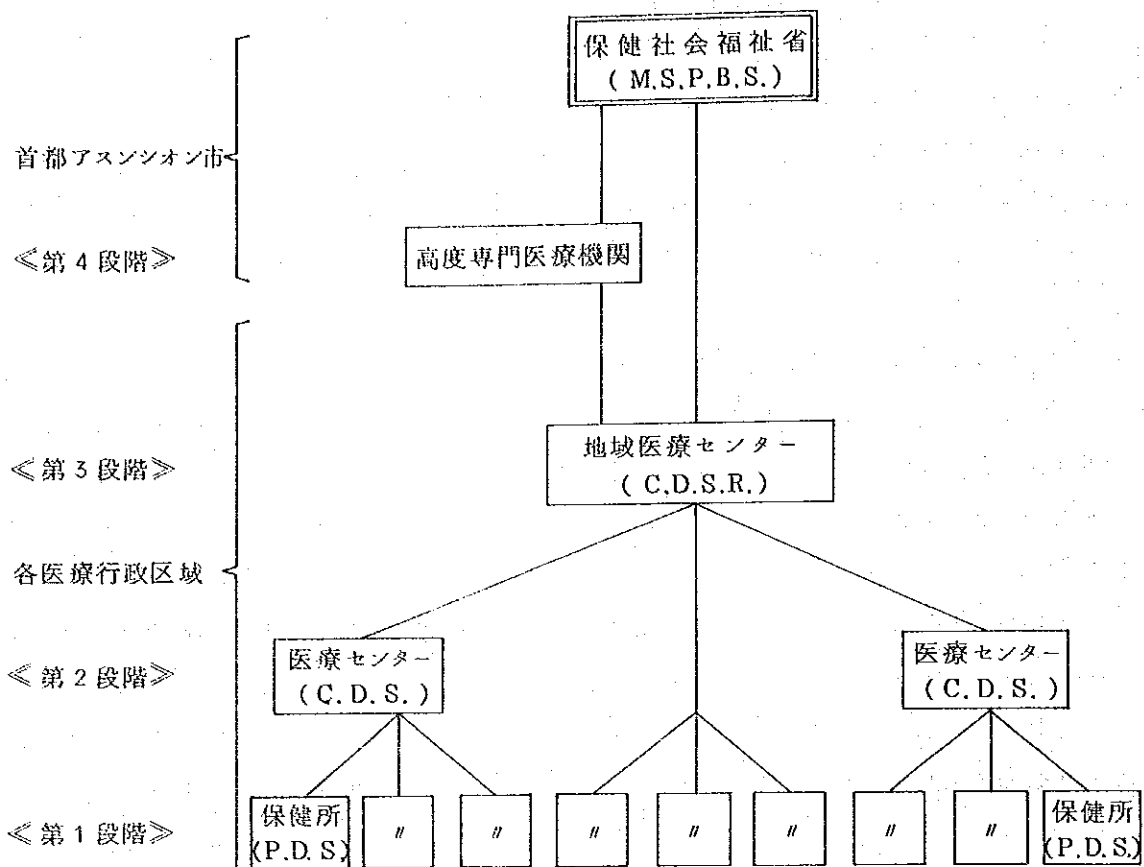 保健社会福祉省
( M.S.P.B.S.)
首都アスンシオン市
≪第4段階≫
高度専門医療機関
≪第3段階≫
地域医療センター
( C.D.S.R.)
各医療行政区域
≪第2段階≫
医療センター
(C.D.S.)
医療センター
(C.D.S.)
≪第1段階≫
保健所
(P.D.S)
〃
〃
〃
〃
〃
〃
〃
保健所
(P.D.S.)